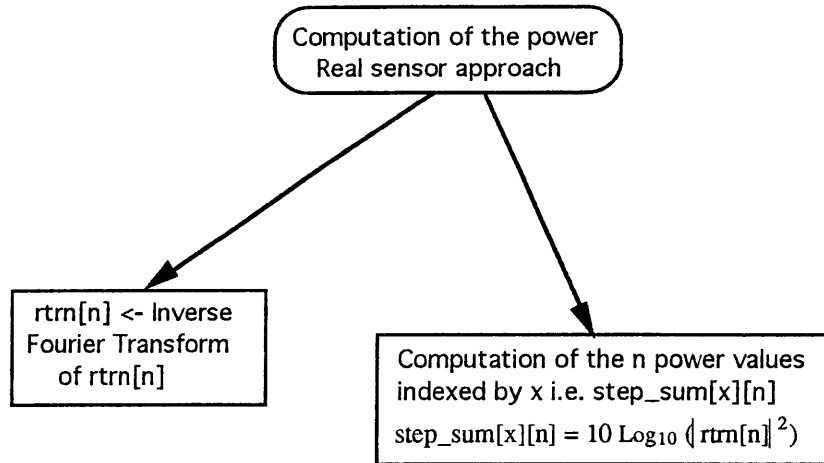 Computation of the power
Real sensor approach
rtrn[n] <- Inverse
Fourier Transform
of rtrn[n]
Computation of the n power values
indexed by x i.e. step_sum[x][n]
step_sum[x][n] = 10 Log₁₀ (|rtrn[n]|²)